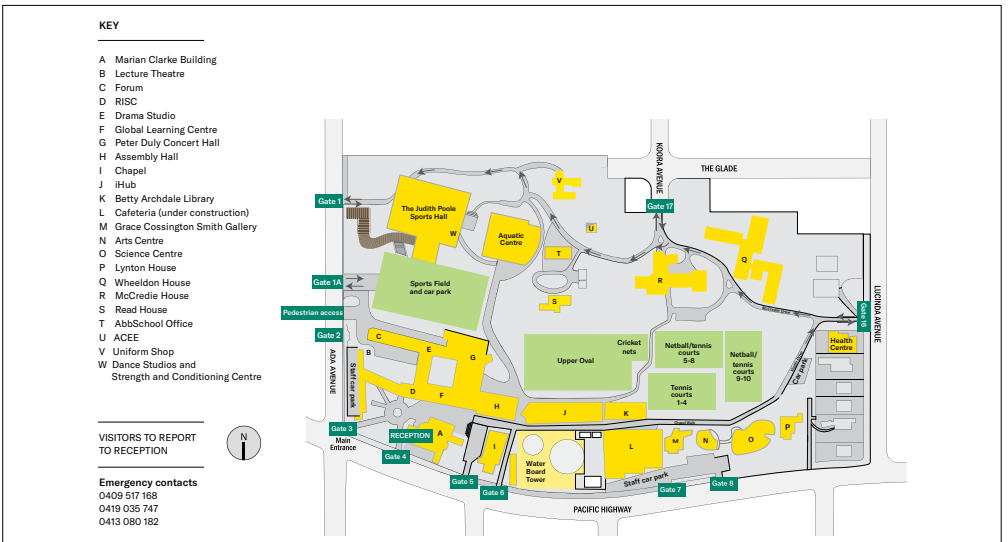 KEY
A Marian Clarke Building
B Lecture Theatre
C Forum
D RISC
E Drama Studio
F Global Learning Centre
G Peter Duly Concert Hall
H Assembly Hall
I Chapel
J iHub
K Betty Archdale Library
L Cafeteria (under construction)
M Grace Cossington Smith Gallery
N Arts Centre
O Science Centre
P Lynton House
Q Wheeldon House
R McCredie House
S Read House
T AbbSchool Office
U ACEE
V Uniform Shop
W Dance Studios and
Strength and Conditioning Centre
VISITORS TO REPORT
TO RECEPTION
N
Emergency contacts
0409 517 168
0419 035 747
0413 080 182
THE GLADE
KOORA AVENUE
LUCINDA AVENUE
ADA AVENUE
PACIFIC HIGHWAY
Gate 1
Gate 1A
Pedestrian access
Gate 2
Gate 3
Main
Entrance
Gate 4
Gate 5
Gate 6
Gate 7
Gate 8
Gate 16
Gate 17
RECEPTION
The Judith Poole
Sports Hall
W
Aquatic
Centre
V
U
T
S
R
Q
Sports Field
and car park
Upper Oval
Cricket
nets
Netball/tennis
courts
5-8
Netball/
tennis
courts
9-10
Tennis
courts
1-4
Health
Centre
Car park
Staff car park
B
C
E
G
D
F
H
J
K
A
I
Water
Board
Tower
L
M
N
O
P
Chapel Walk
Staff car park